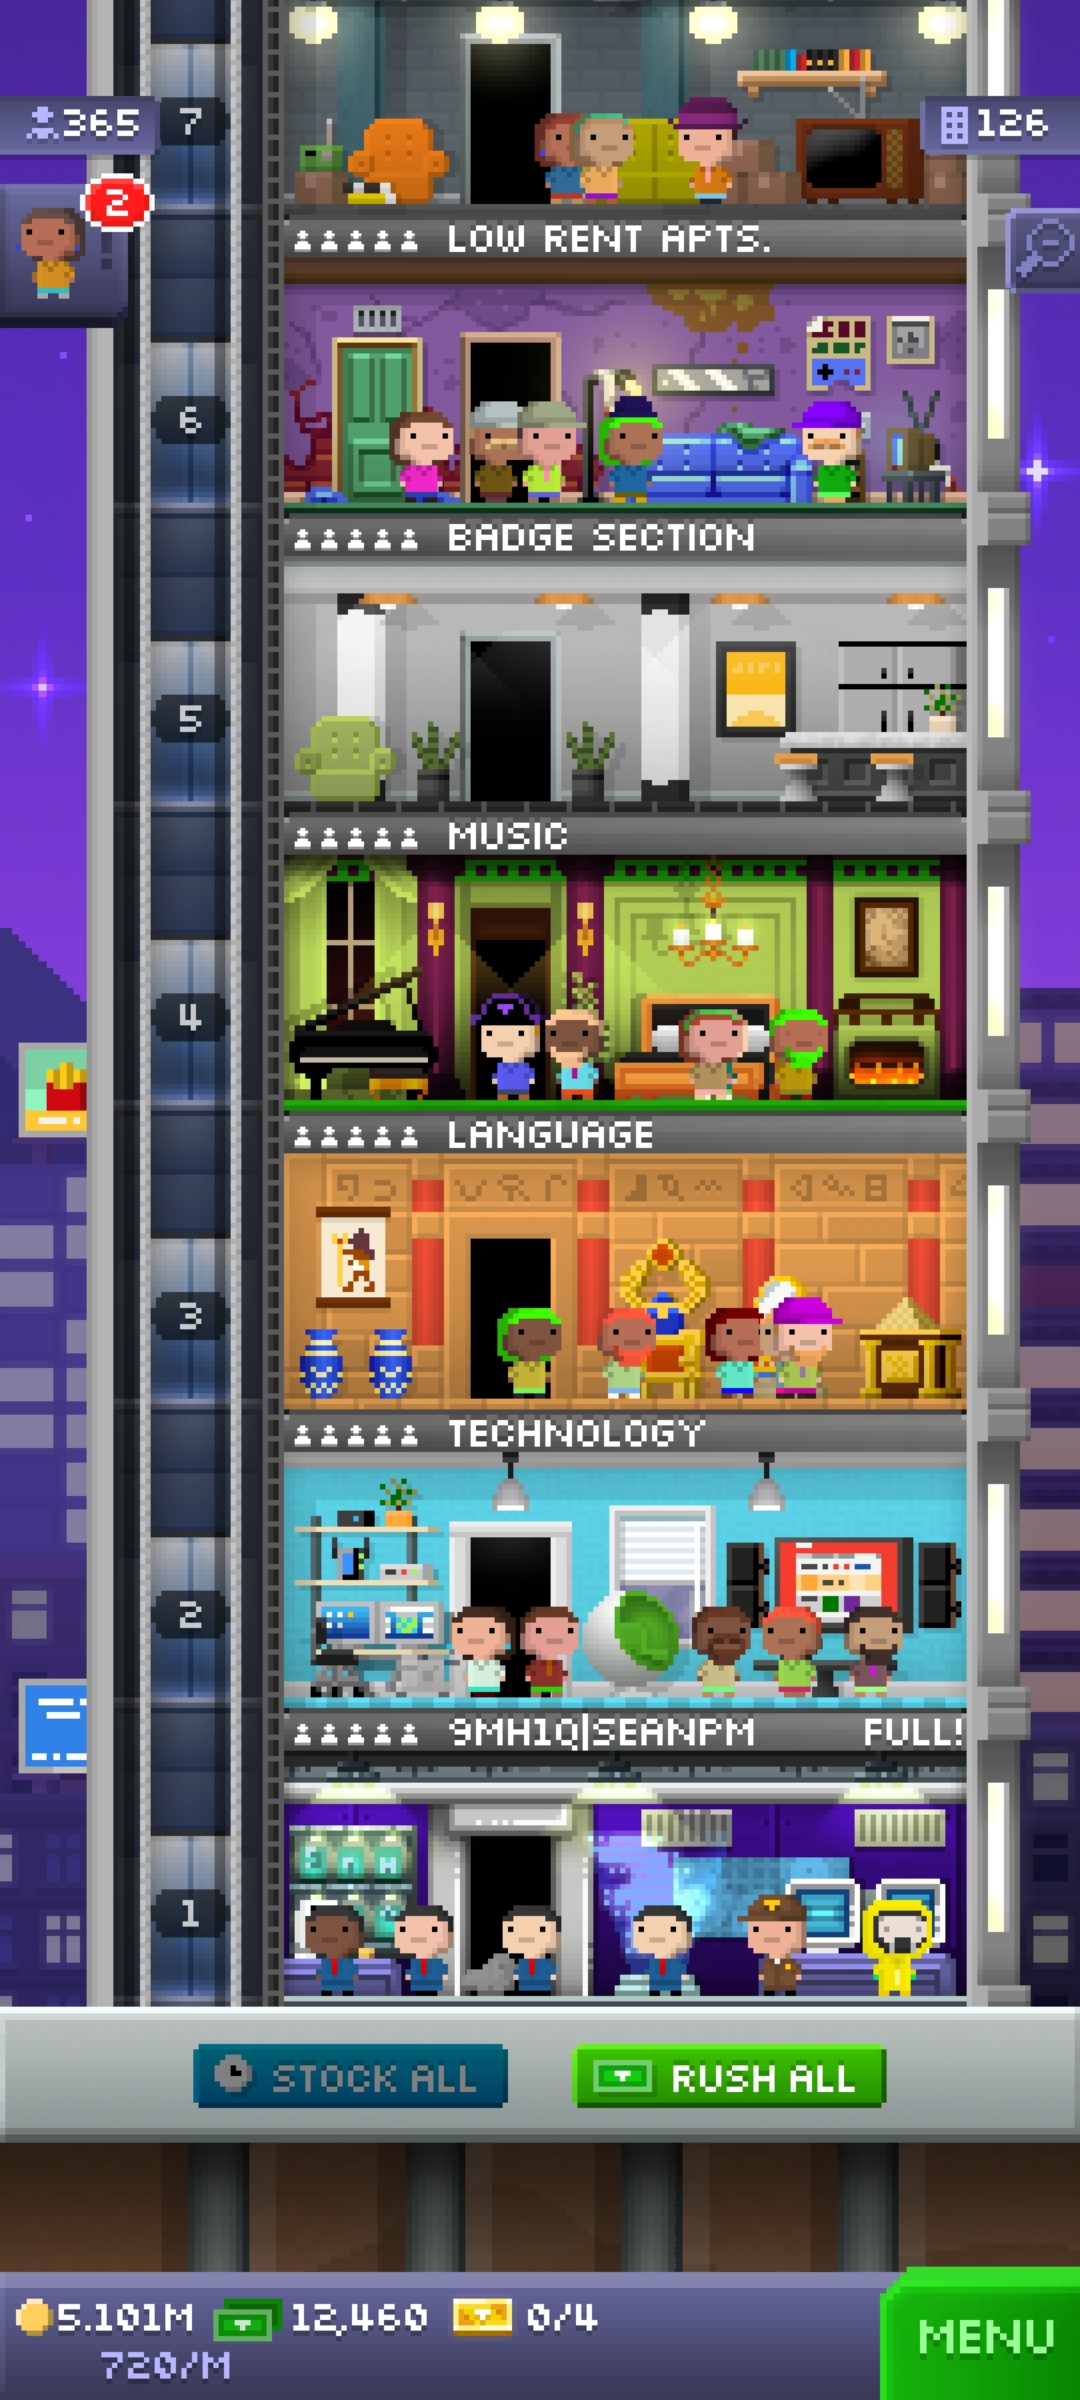 7
365
126
2
LOW RENT APTS.
6
BADGE SECTION
5
MUSIC
4
LANGUAGE
3
TECHNOLOGY
2
9MH1Q|SEANPM FULL!
1
STOCK ALL
RUSH ALL
5.101M 12,460 0/4
720/M
MENU